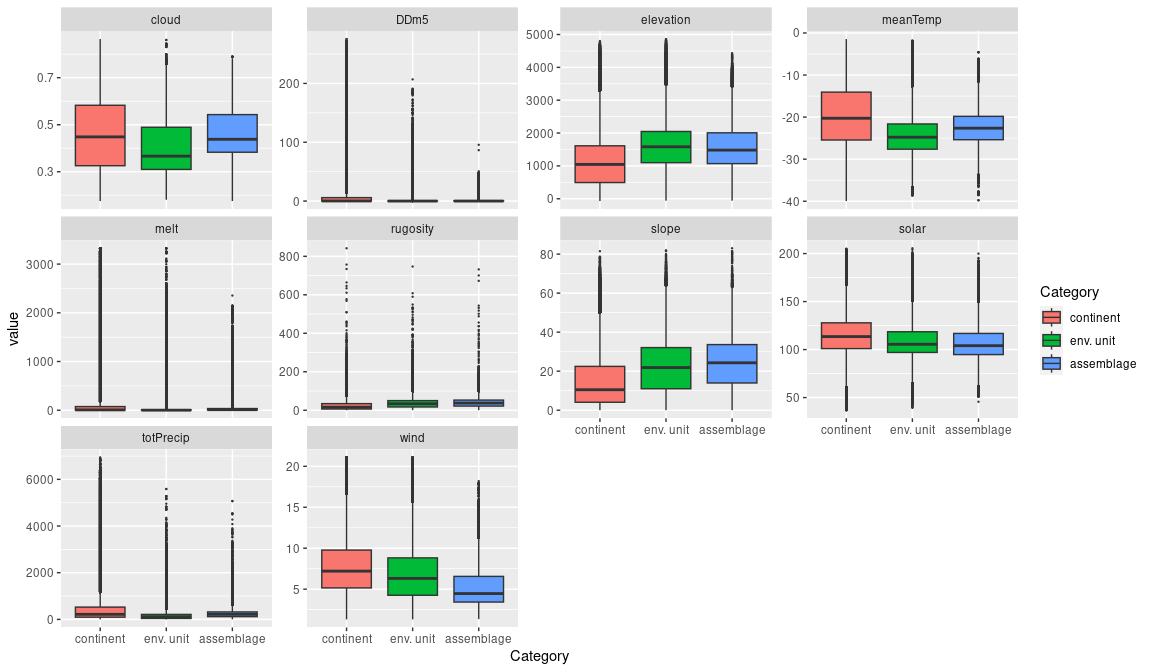 cloud
DDm5
elevation
meanTemp
0.7
0.5
0.3
200
100
0
5000
4000
3000
2000
1000
0
0
-10
-20
-30
-40
melt
rugosity
slope
solar
3000
2000
1000
0
800
600
400
200
0
80
60
40
20
0
200
150
100
50
continent env. unit assemblage
continent env. unit assemblage
totPrecip
wind
6000
4000
2000
0
20
15
10
5
continent env. unit assemblage
continent env. unit assemblage
value
Category
Category
continent
env. unit
assemblage